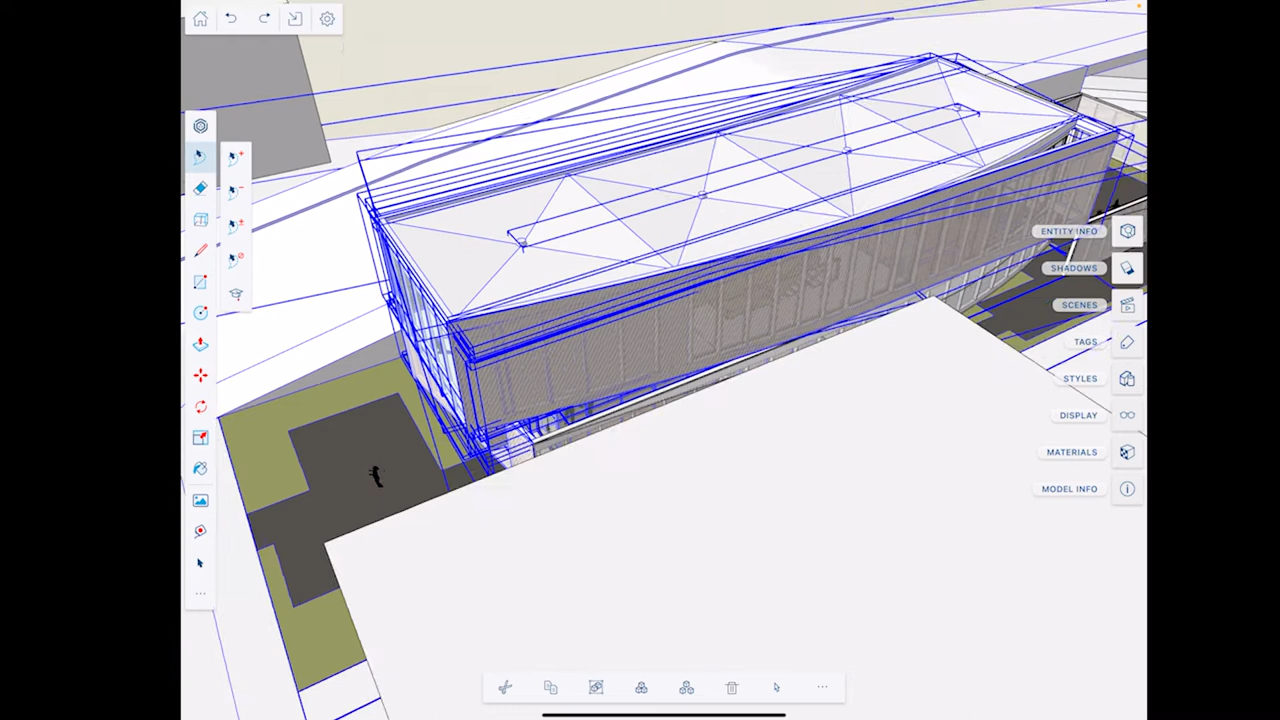 ENTITY INFO
SHADOWS
SCENES
TAGS
STYLES
DISPLAY
MATERIALS
MODEL INFO